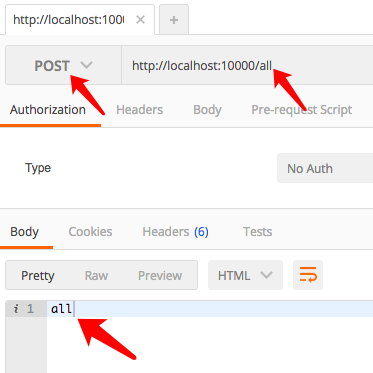 http://localhost:1000
POST
http://localhost:10000/all
Authorization Headers Body Pre-request Script
Type No Auth
Body Cookies Headers (6) Tests
Pretty Raw Preview HTML
i 1 all